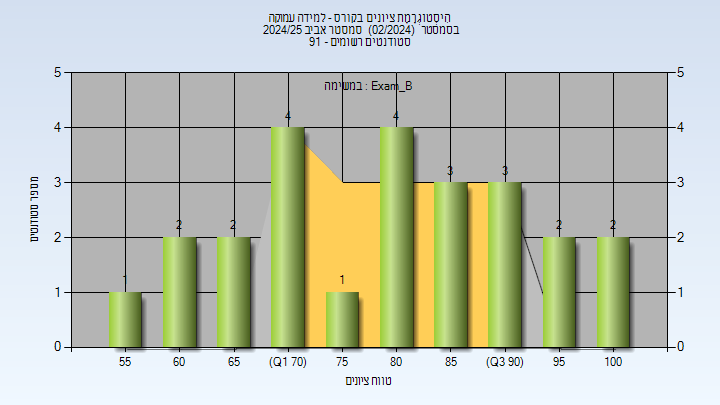 היסטוגרמת ציונים בקורס - למידה עמוקה
בסמסטר (02/2024) סמסטר אביב 2024/25
סטודנטים רשומים - 91
במשימה : Exam_B
מספר סטודנטים
5 5
4 4
3 3
2 2
1 1
0 0
1 2 2 4 1 4 3 3 2 2
55 60 65 (Q1 70) 75 80 85 (Q3 90) 95 100
טווח ציונים